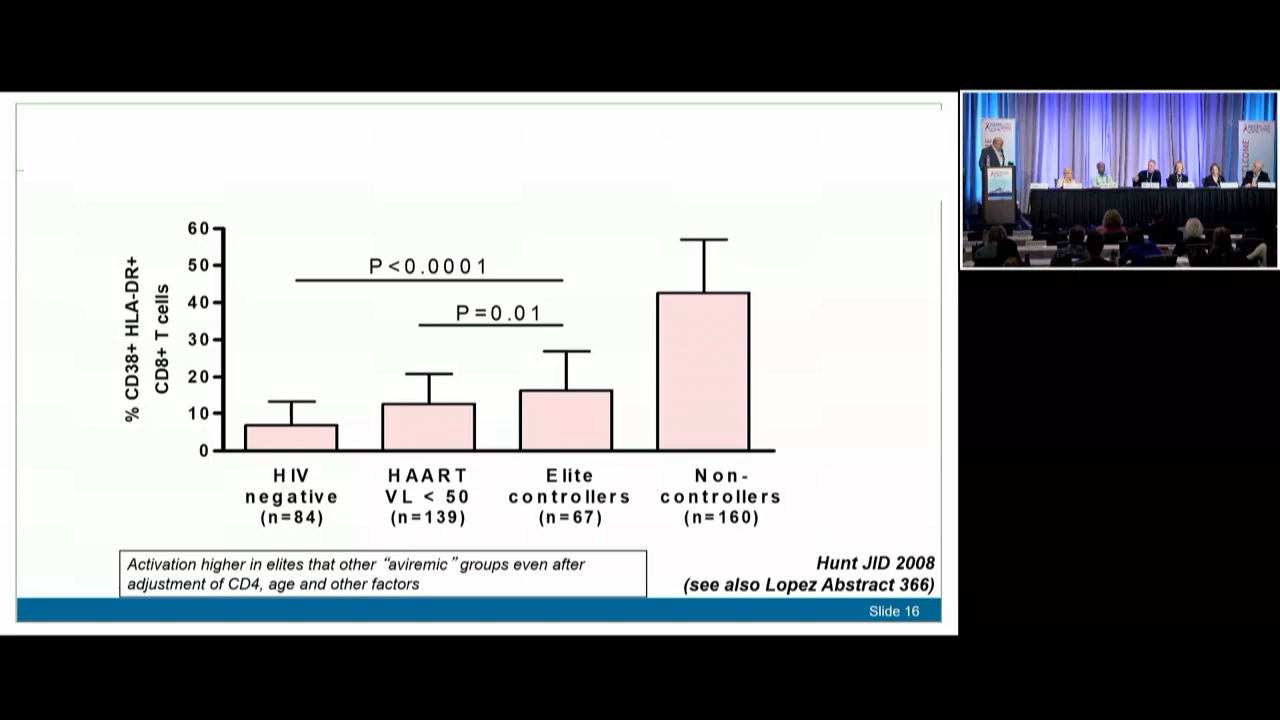 60
50
40
30
20
10
0
% CD38+ HLA-DR+
CD8+ T cells
P<0.0001
P=0.01
HIV
negative
(n=84)
HAART
VL < 50
(n=139)
Elite
controllers
(n=67)
Non-
controllers
(n=160)
Activation higher in elites that other “aviremic” groups even after
adjustment of CD4, age and other factors
Hunt JID 2008
(see also Lopez Abstract 366)
Slide 16